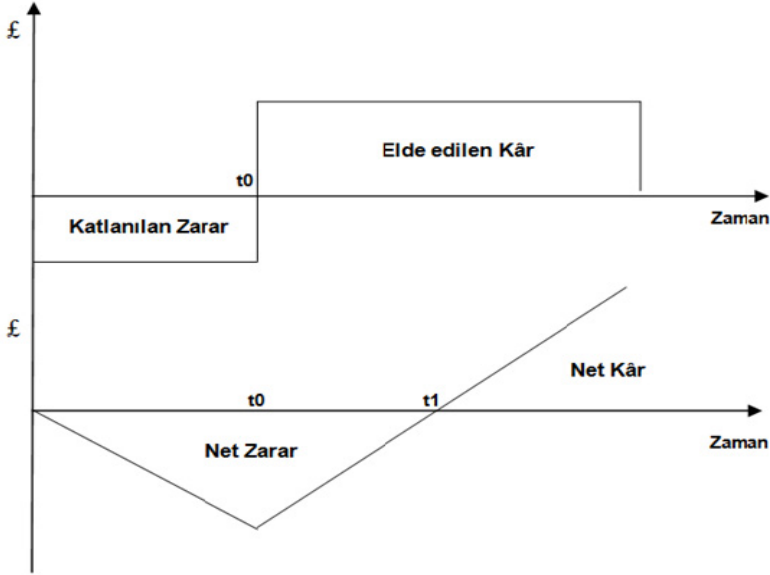 £
Elde edilen Kâr
t0
Katlanılan Zarar
Zaman
£
Net Kâr
t0
t1
Net Zarar
Zaman